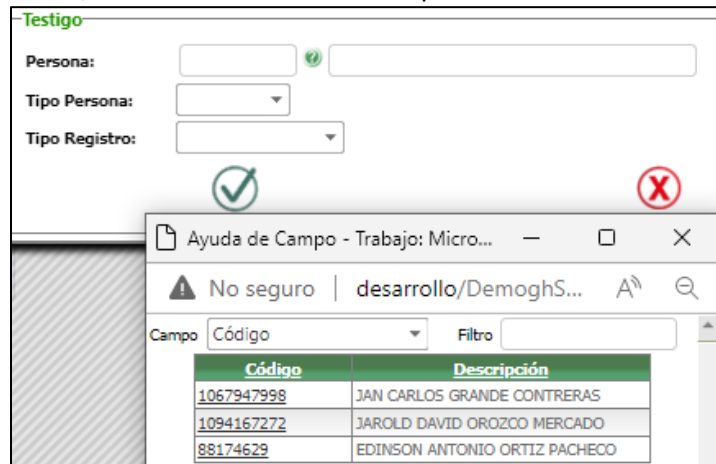 Testigo
Persona:
Tipo Persona:
Tipo Registro:
Ayuda de Campo - Trabajo: Micro...
No seguro | desarrollo/DemoghS...
Campo Código Filtro
Código Descripción
1067947998 JAN CARLOS GRANDE CONTRERAS
1094167272 JAROLD DAVID OROZCO MERCADO
88174629 EDINSON ANTONIO ORTIZ PACHECO